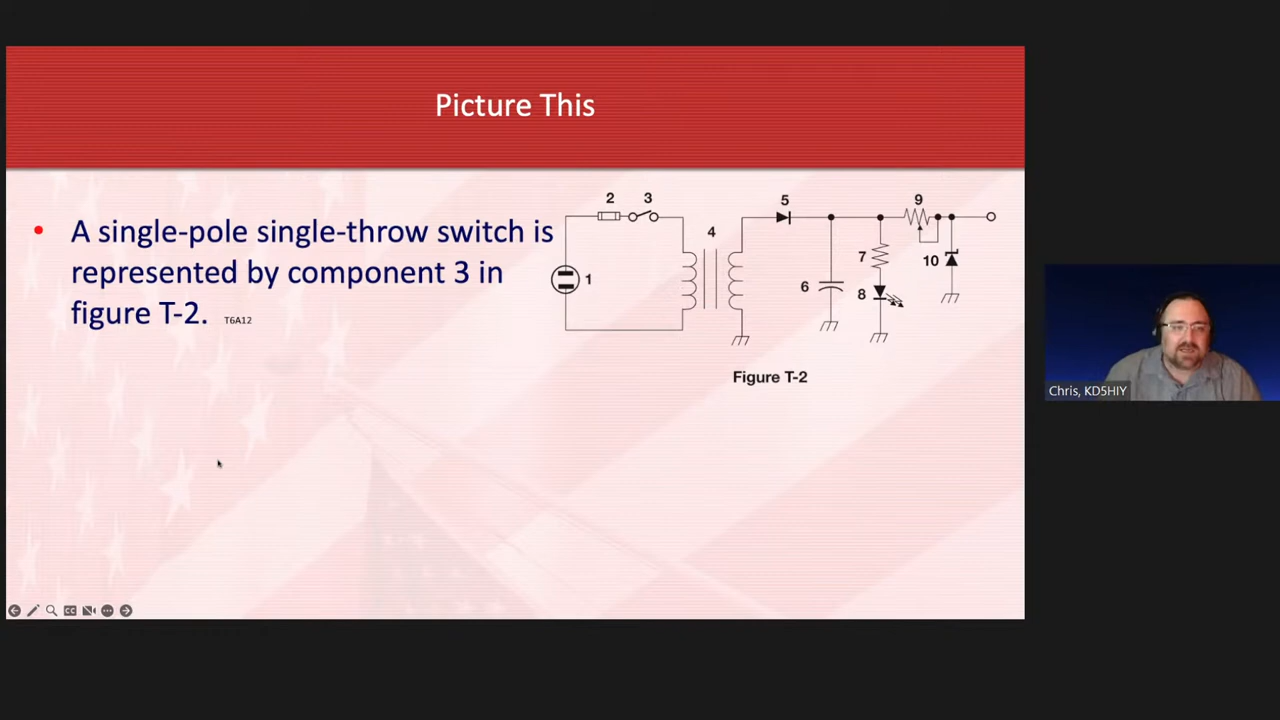 Picture This
• A single-pole single-throw switch is
represented by component 3 in
figure T-2. T6A12
2 3
5
9
4
1
7
10
6
8
Figure T-2
Chris, KD5HIY
CC